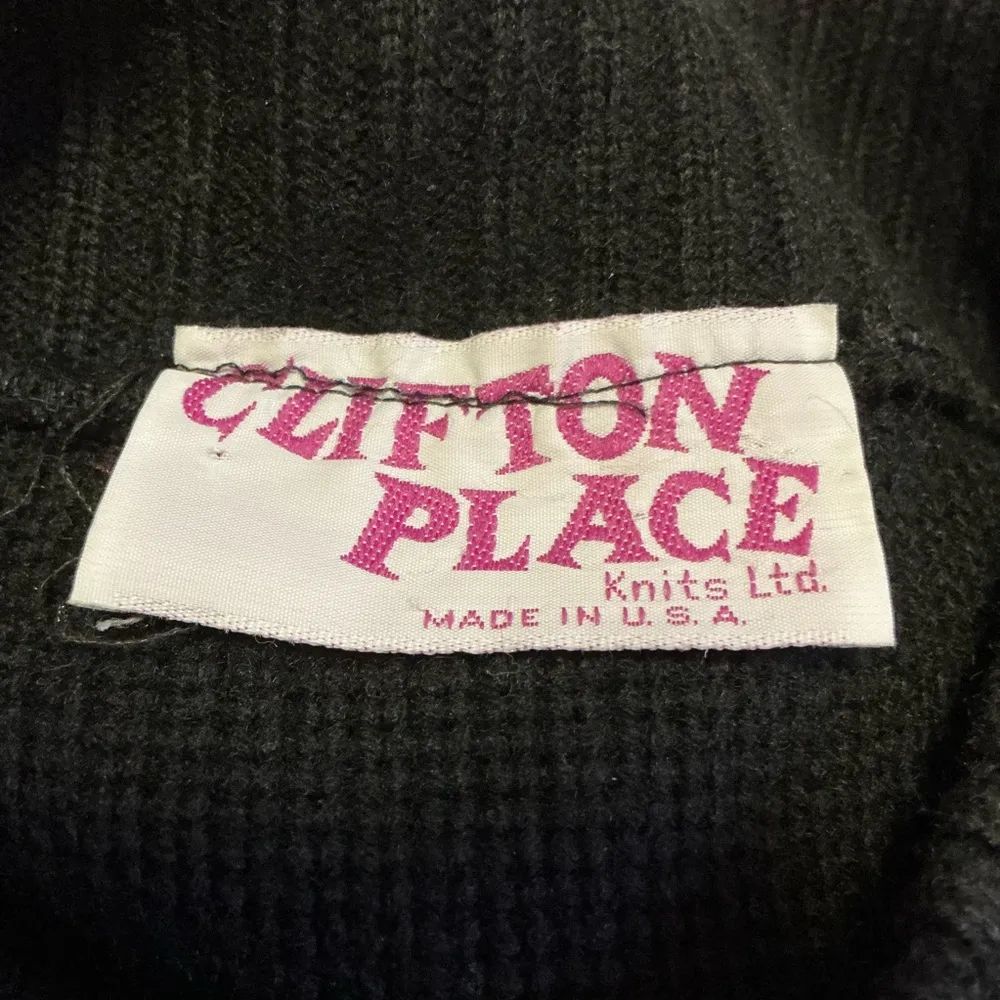 CLIFTON
PLACE
Knits Ltd.
MADE IN U.S.A.